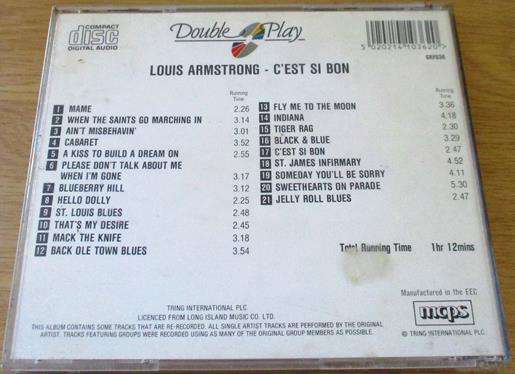 COMPACT
disc
DIGITAL AUDIO
Double Play
5 020214 103620
GRF036
LOUIS ARMSTRONG - C'EST SI BON
Running
Time
1 MAME 2.26
2 WHEN THE SAINTS GO MARCHING IN 3.14
3 AIN'T MISBEHAVIN' 3.01
4 CABARET 3.52
5 A KISS TO BUILD A DREAM ON 2.55
6 PLEASE DON'T TALK ABOUT ME
WHEN I'M GONE 3.17
7 BLUEBERRY HILL 3.12
8 HELLO DOLLY 2.25
9 ST. LOUIS BLUES 2.48
10 THAT'S MY DESIRE 2.45
11 MACK THE KNIFE 3.18
12 BACK OLE TOWN BLUES 3.54
Running
Time
13 FLY ME TO THE MOON 3.36
14 INDIANA 4.18
15 TIGER RAG 2.30
16 BLACK & BLUE 3.29
17 C'EST SI BON 2.47
18 ST. JAMES INFIRMARY 4.52
19 SOMEDAY YOU'LL BE SORRY 4.11
20 SWEETHEARTS ON PARADE 5.30
21 JELLY ROLL BLUES 2.47
Total Running Time 1hr 12mins
TRING INTERNATIONAL PLC
LICENCED FROM LONG ISLAND MUSIC CO. LTD.
THIS ALBUM CONTAINS SOME TRACKS THAT ARE RE-RECORDED. ALL SINGLE ARTIST TRACKS ARE PERFORMED BY THE ORIGINAL
ARTIST. TRACKS FEATURING GROUPS WERE RECORDED USING AS MANY OF THE ORIGINAL GROUP MEMBERS AS POSSIBLE.
Manufactured in the EEC
mcps
© TRING INTERNATIONAL PLC